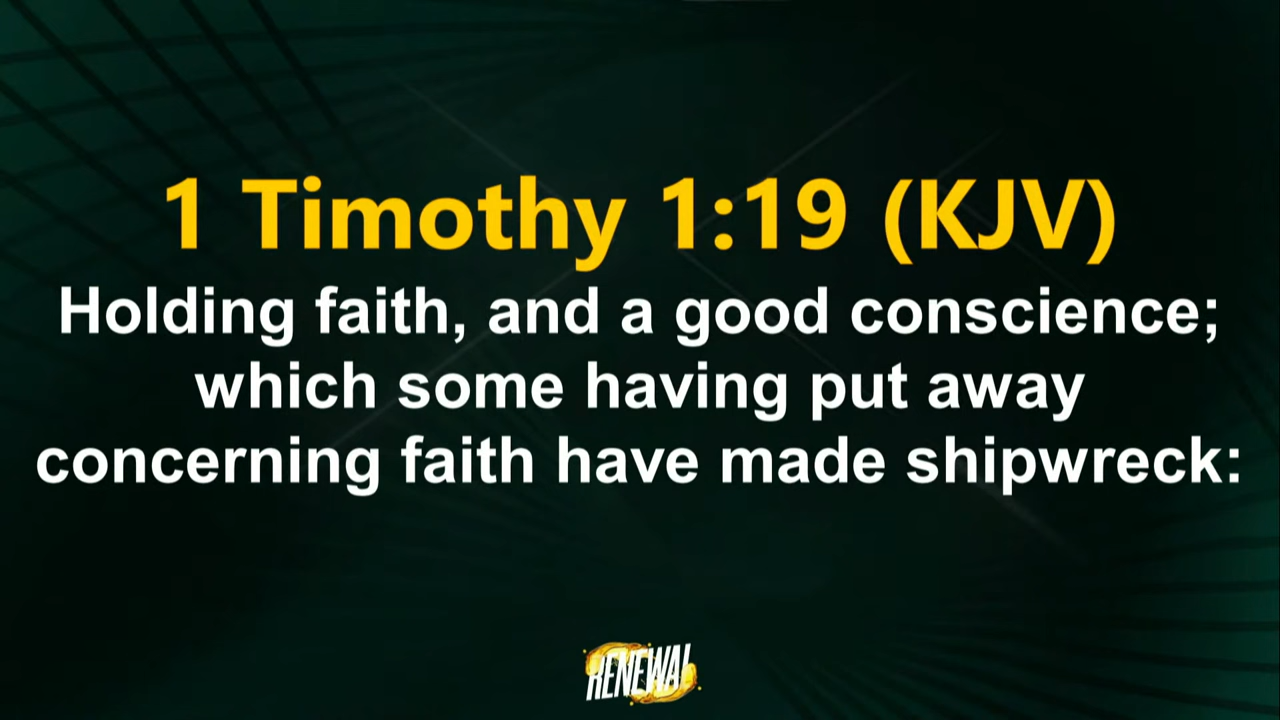 1 Timothy 1:19 (KJV)
Holding faith, and a good conscience;
which some having put away
concerning faith have made shipwreck:
RENEWAL